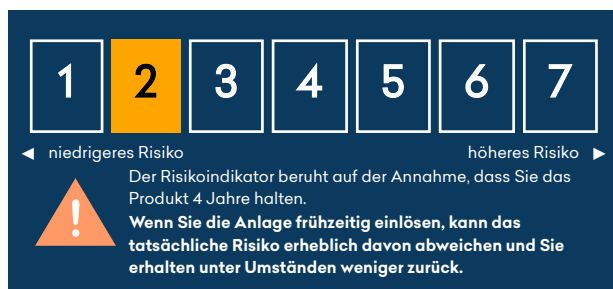 1 2 3 4 5 6 7
◄ niedrigeres Risiko höheres Risiko ►
Der Risikoindikator beruht auf der Annahme, dass Sie das
Produkt 4 Jahre halten.
Wenn Sie die Anlage frühzeitig einlösen, kann das
tatsächliche Risiko erheblich davon abweichen und Sie
erhalten unter Umständen weniger zurück.
!